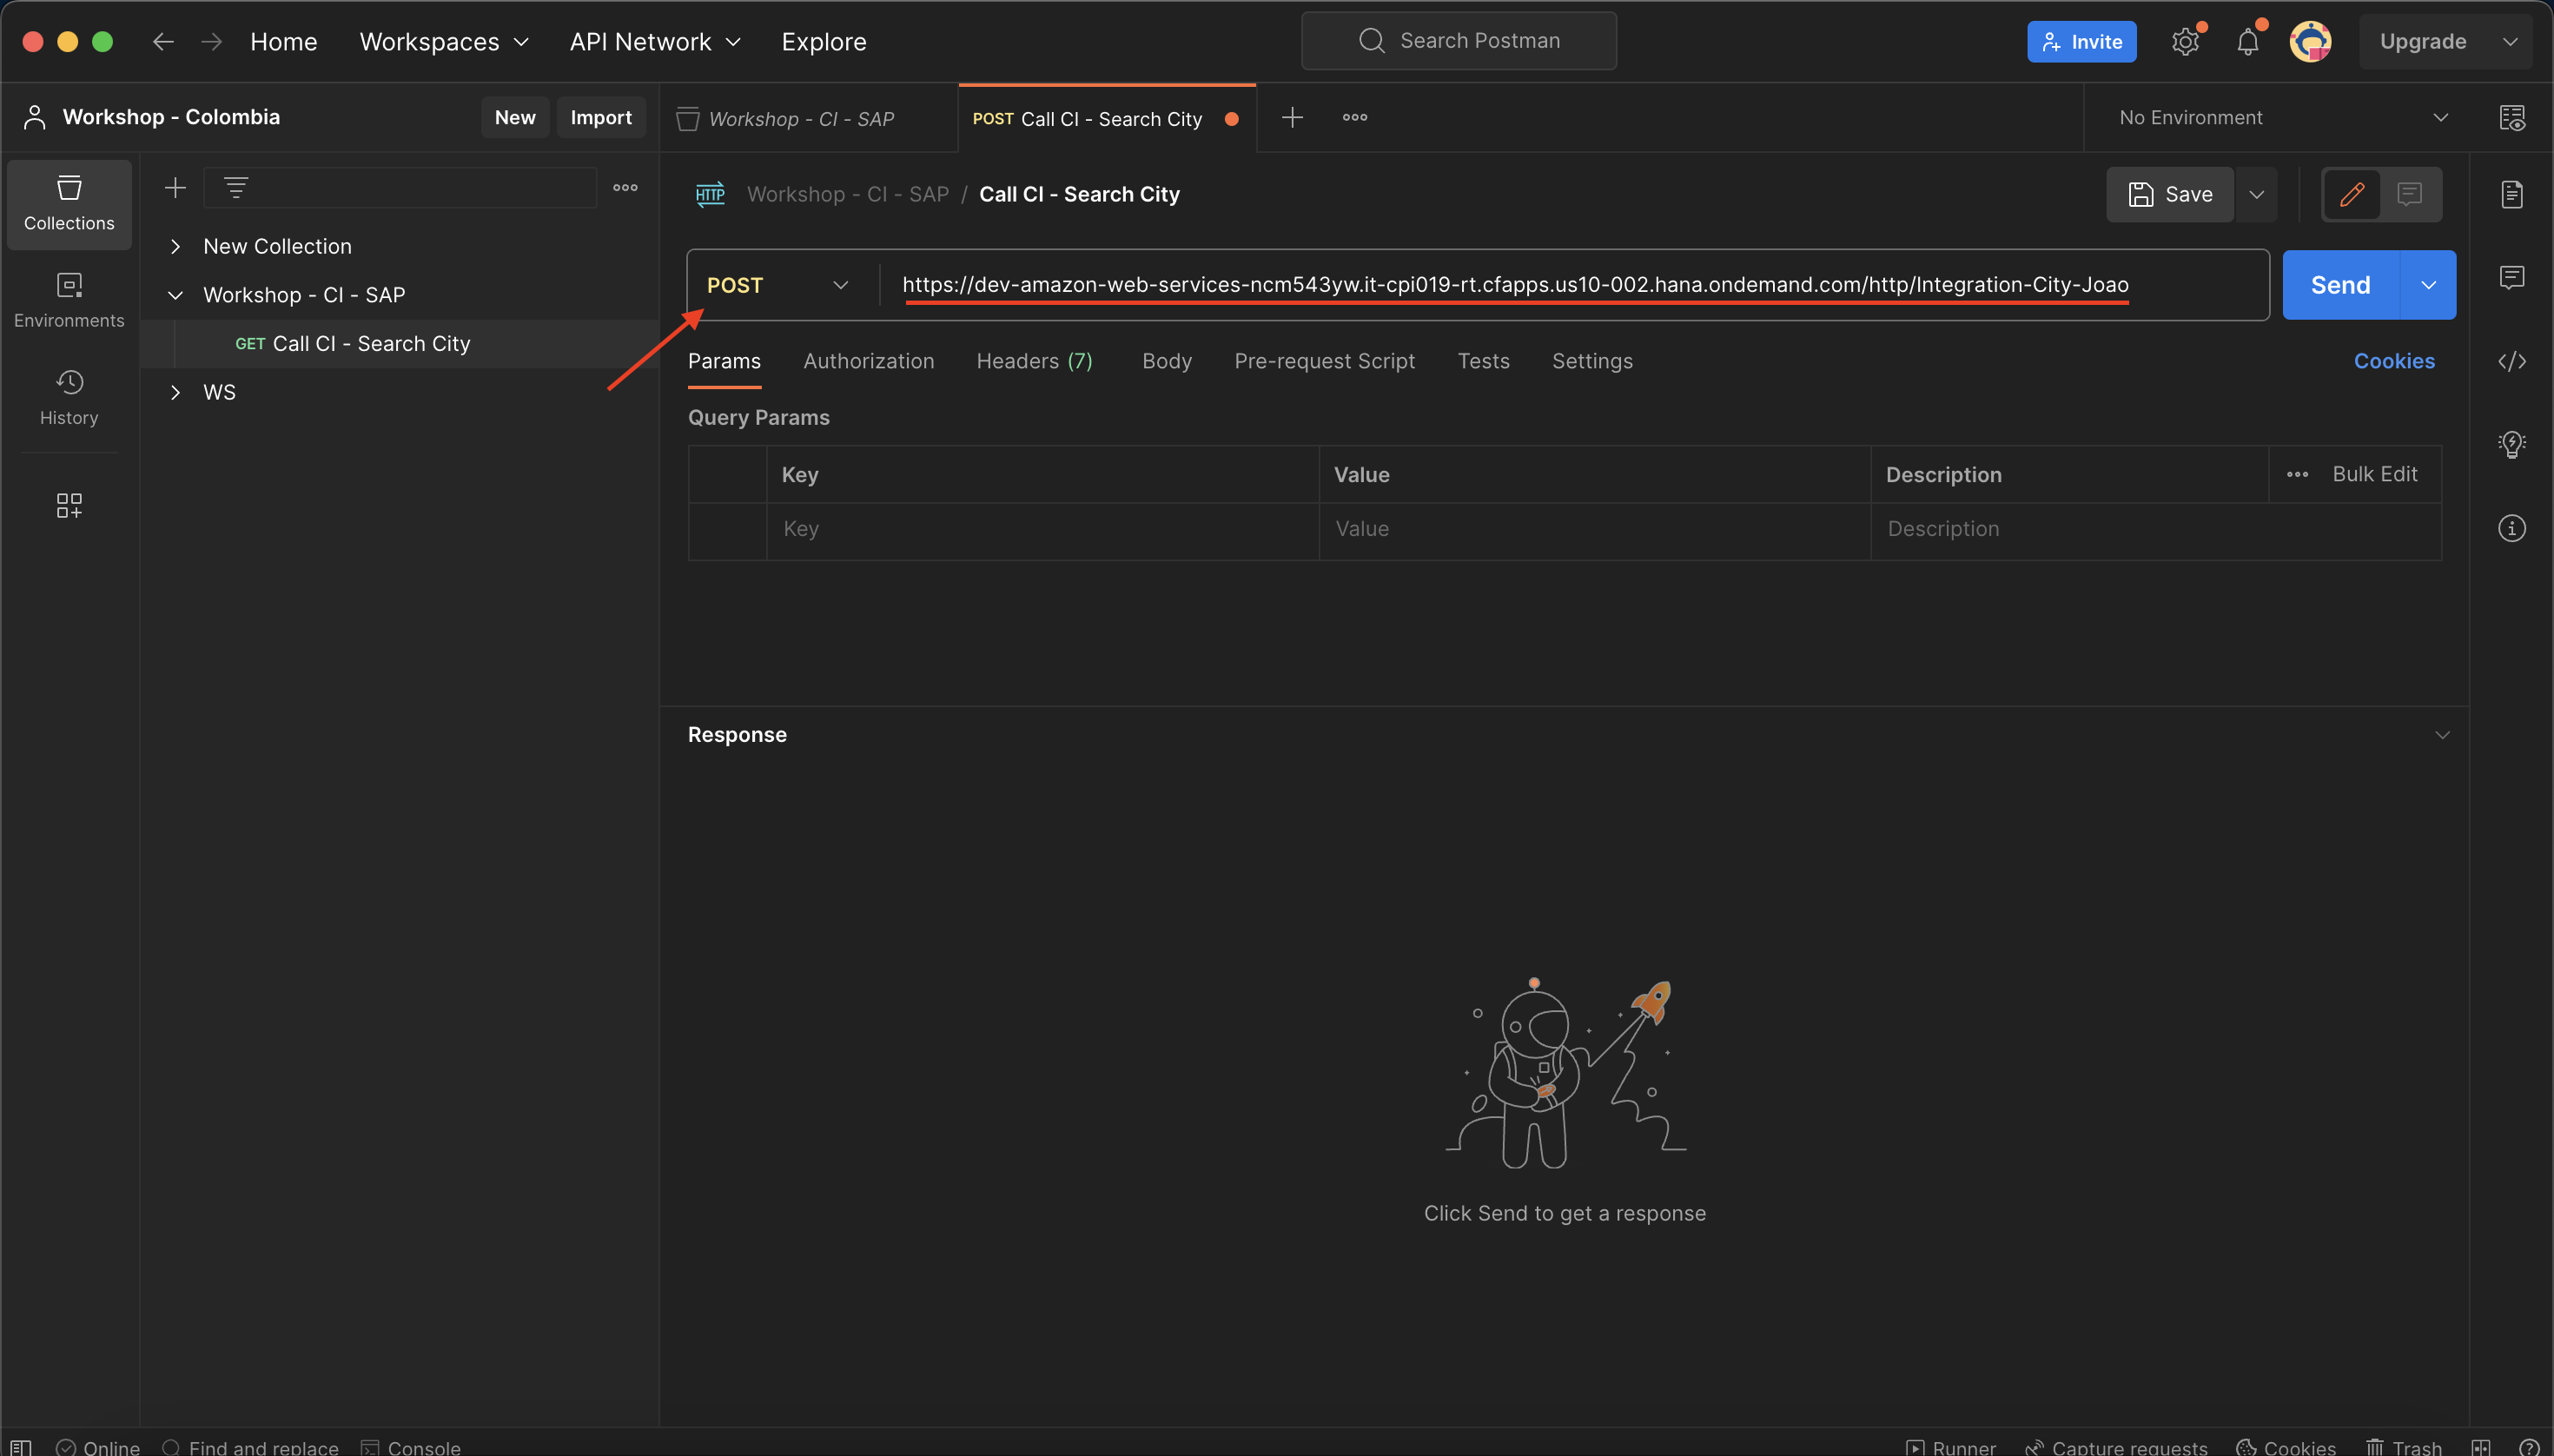 Home Workspaces API Network Explore Search Postman Invite Upgrade
Workshop - Colombia New Import Workshop - CI - SAP POST Call CI - Search City No Environment
Collections
Environments
History
New Collection
Workshop - CI - SAP
GET Call CI - Search City
WS
HTTP Workshop - CI - SAP / Call CI - Search City Save
POST https://dev-amazon-web-services-ncm543yw.it-cpi019-rt.cfapps.us10-002.hana.ondemand.com/http/Integration-City-Joao Send
Params Authorization Headers (7) Body Pre-request Script Tests Settings Cookies
Query Params
Key Value Description Bulk Edit
Key Value Description
Response
Click Send to get a response
Online Find and replace Console Runner Capture requests Cookies Trash